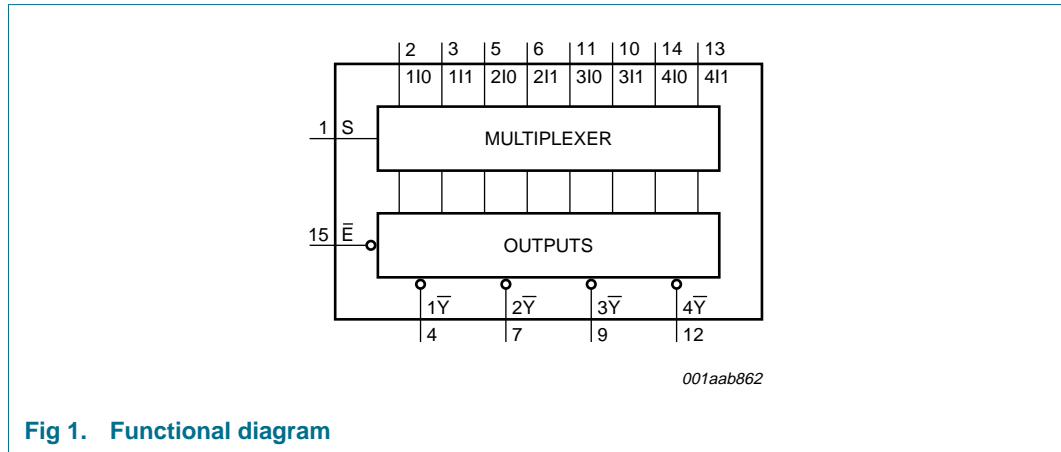 2 3 5 6 11 10 14 13
1I0 1I1 2I0 2I1 3I0 3I1 4I0 4I1
1 S
MULTIPLEXER
15 E̅
OUTPUTS
1Y̅ 2Y̅ 3Y̅ 4Y̅
4 7 9 12
001aab862
Fig 1. Functional diagram